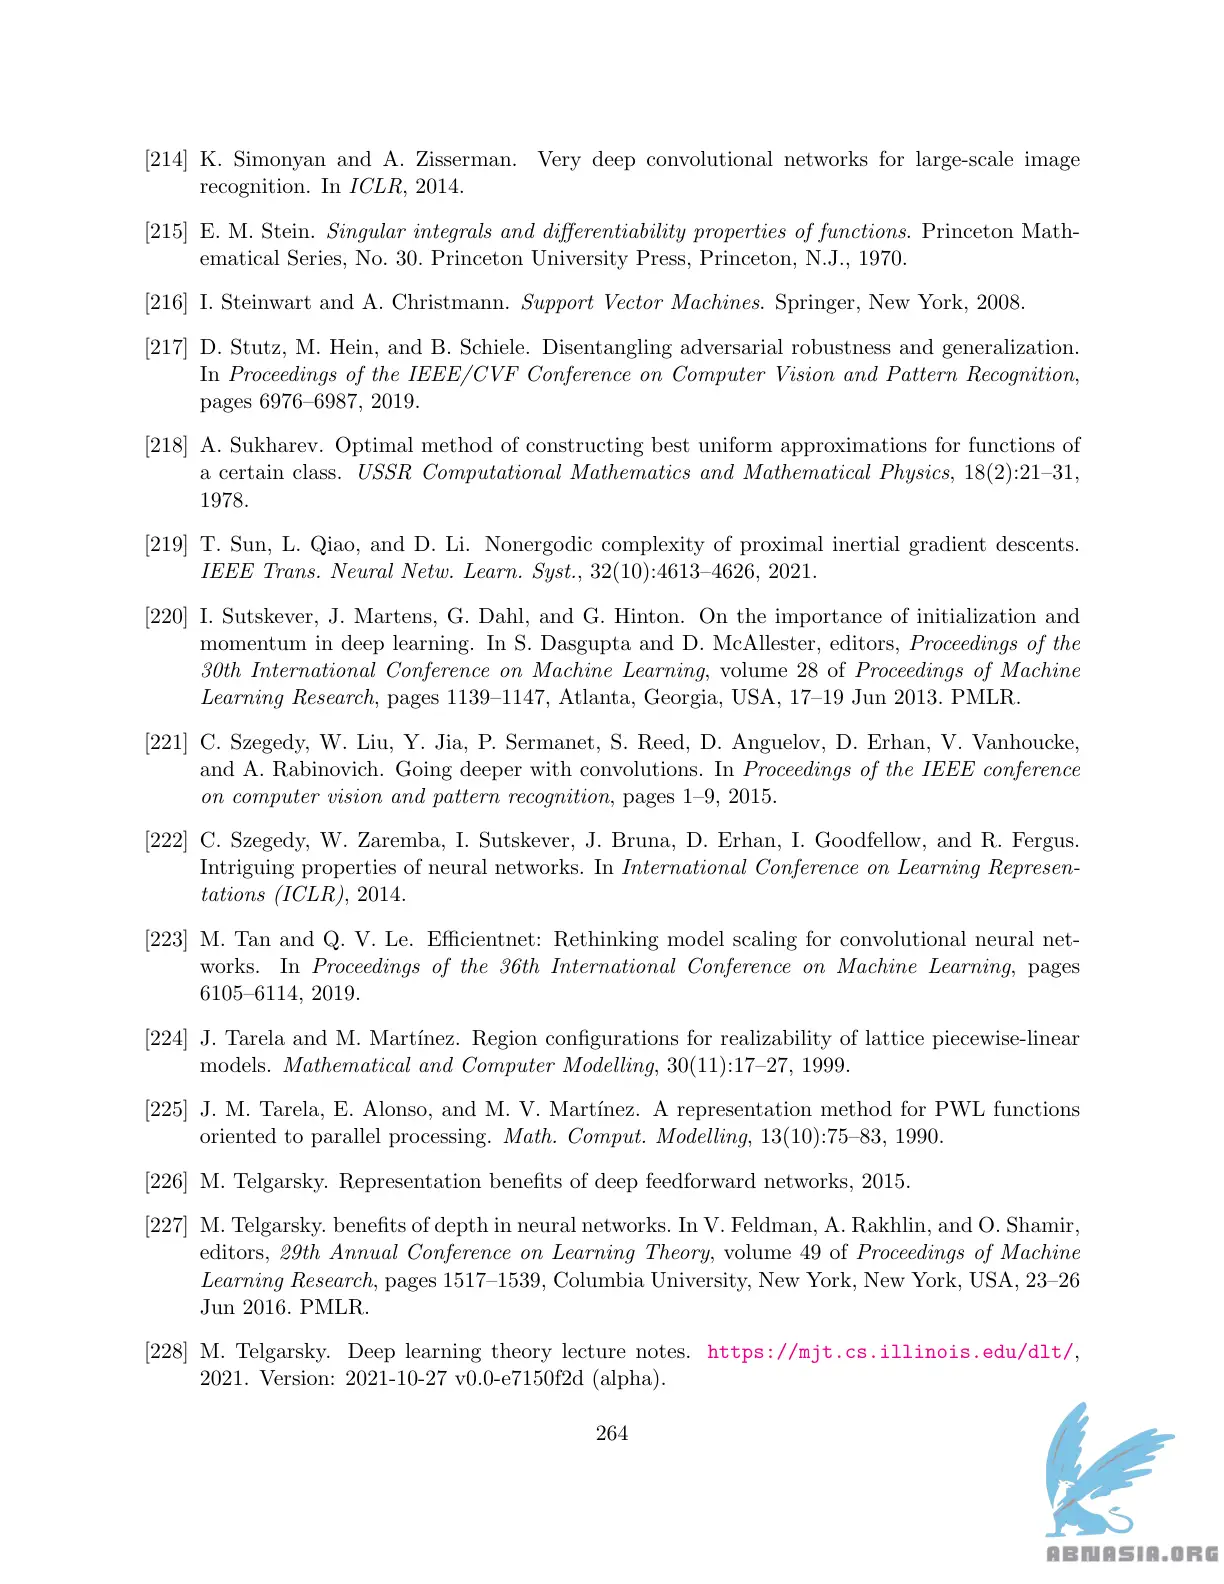 [214] K. Simonyan and A. Zisserman. Very deep convolutional networks for large-scale image
recognition. In ICLR, 2014.
[215] E. M. Stein. Singular integrals and differentiability properties of functions. Princeton Math-
ematical Series, No. 30. Princeton University Press, Princeton, N.J., 1970.
[216] I. Steinwart and A. Christmann. Support Vector Machines. Springer, New York, 2008.
[217] D. Stutz, M. Hein, and B. Schiele. Disentangling adversarial robustness and generalization.
In Proceedings of the IEEE/CVF Conference on Computer Vision and Pattern Recognition,
pages 6976–6987, 2019.
[218] A. Sukharev. Optimal method of constructing best uniform approximations for functions of
a certain class. USSR Computational Mathematics and Mathematical Physics, 18(2):21–31,
1978.
[219] T. Sun, L. Qiao, and D. Li. Nonergodic complexity of proximal inertial gradient descents.
IEEE Trans. Neural Netw. Learn. Syst., 32(10):4613–4626, 2021.
[220] I. Sutskever, J. Martens, G. Dahl, and G. Hinton. On the importance of initialization and
momentum in deep learning. In S. Dasgupta and D. McAllester, editors, Proceedings of the
30th International Conference on Machine Learning, volume 28 of Proceedings of Machine
Learning Research, pages 1139–1147, Atlanta, Georgia, USA, 17–19 Jun 2013. PMLR.
[221] C. Szegedy, W. Liu, Y. Jia, P. Sermanet, S. Reed, D. Anguelov, D. Erhan, V. Vanhoucke,
and A. Rabinovich. Going deeper with convolutions. In Proceedings of the IEEE conference
on computer vision and pattern recognition, pages 1–9, 2015.
[222] C. Szegedy, W. Zaremba, I. Sutskever, J. Bruna, D. Erhan, I. Goodfellow, and R. Fergus.
Intriguing properties of neural networks. In International Conference on Learning Represen-
tations (ICLR), 2014.
[223] M. Tan and Q. V. Le. Efficientnet: Rethinking model scaling for convolutional neural net-
works. In Proceedings of the 36th International Conference on Machine Learning, pages
6105–6114, 2019.
[224] J. Tarela and M. Martínez. Region configurations for realizability of lattice piecewise-linear
models. Mathematical and Computer Modelling, 30(11):17–27, 1999.
[225] J. M. Tarela, E. Alonso, and M. V. Martínez. A representation method for PWL functions
oriented to parallel processing. Math. Comput. Modelling, 13(10):75–83, 1990.
[226] M. Telgarsky. Representation benefits of deep feedforward networks, 2015.
[227] M. Telgarsky. benefits of depth in neural networks. In V. Feldman, A. Rakhlin, and O. Shamir,
editors, 29th Annual Conference on Learning Theory, volume 49 of Proceedings of Machine
Learning Research, pages 1517–1539, Columbia University, New York, New York, USA, 23–26
Jun 2016. PMLR.
[228] M. Telgarsky. Deep learning theory lecture notes. https://mjt.cs.illinois.edu/dlt/,
2021. Version: 2021-10-27 v0.0-e7150f2d (alpha).
264
ABNASIA.ORG